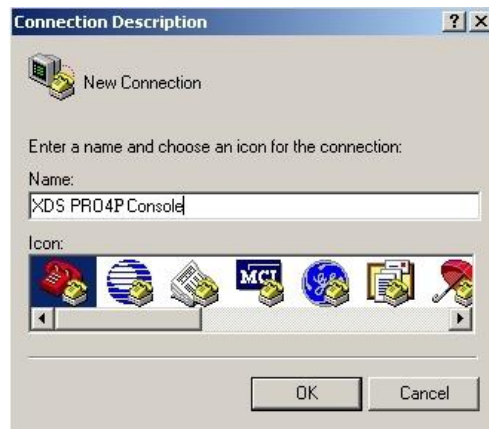 Connection Description
New Connection
Enter a name and choose an icon for the connection:
Name:
XDS PRO4P Console
Icon:
MCI
OK Cancel